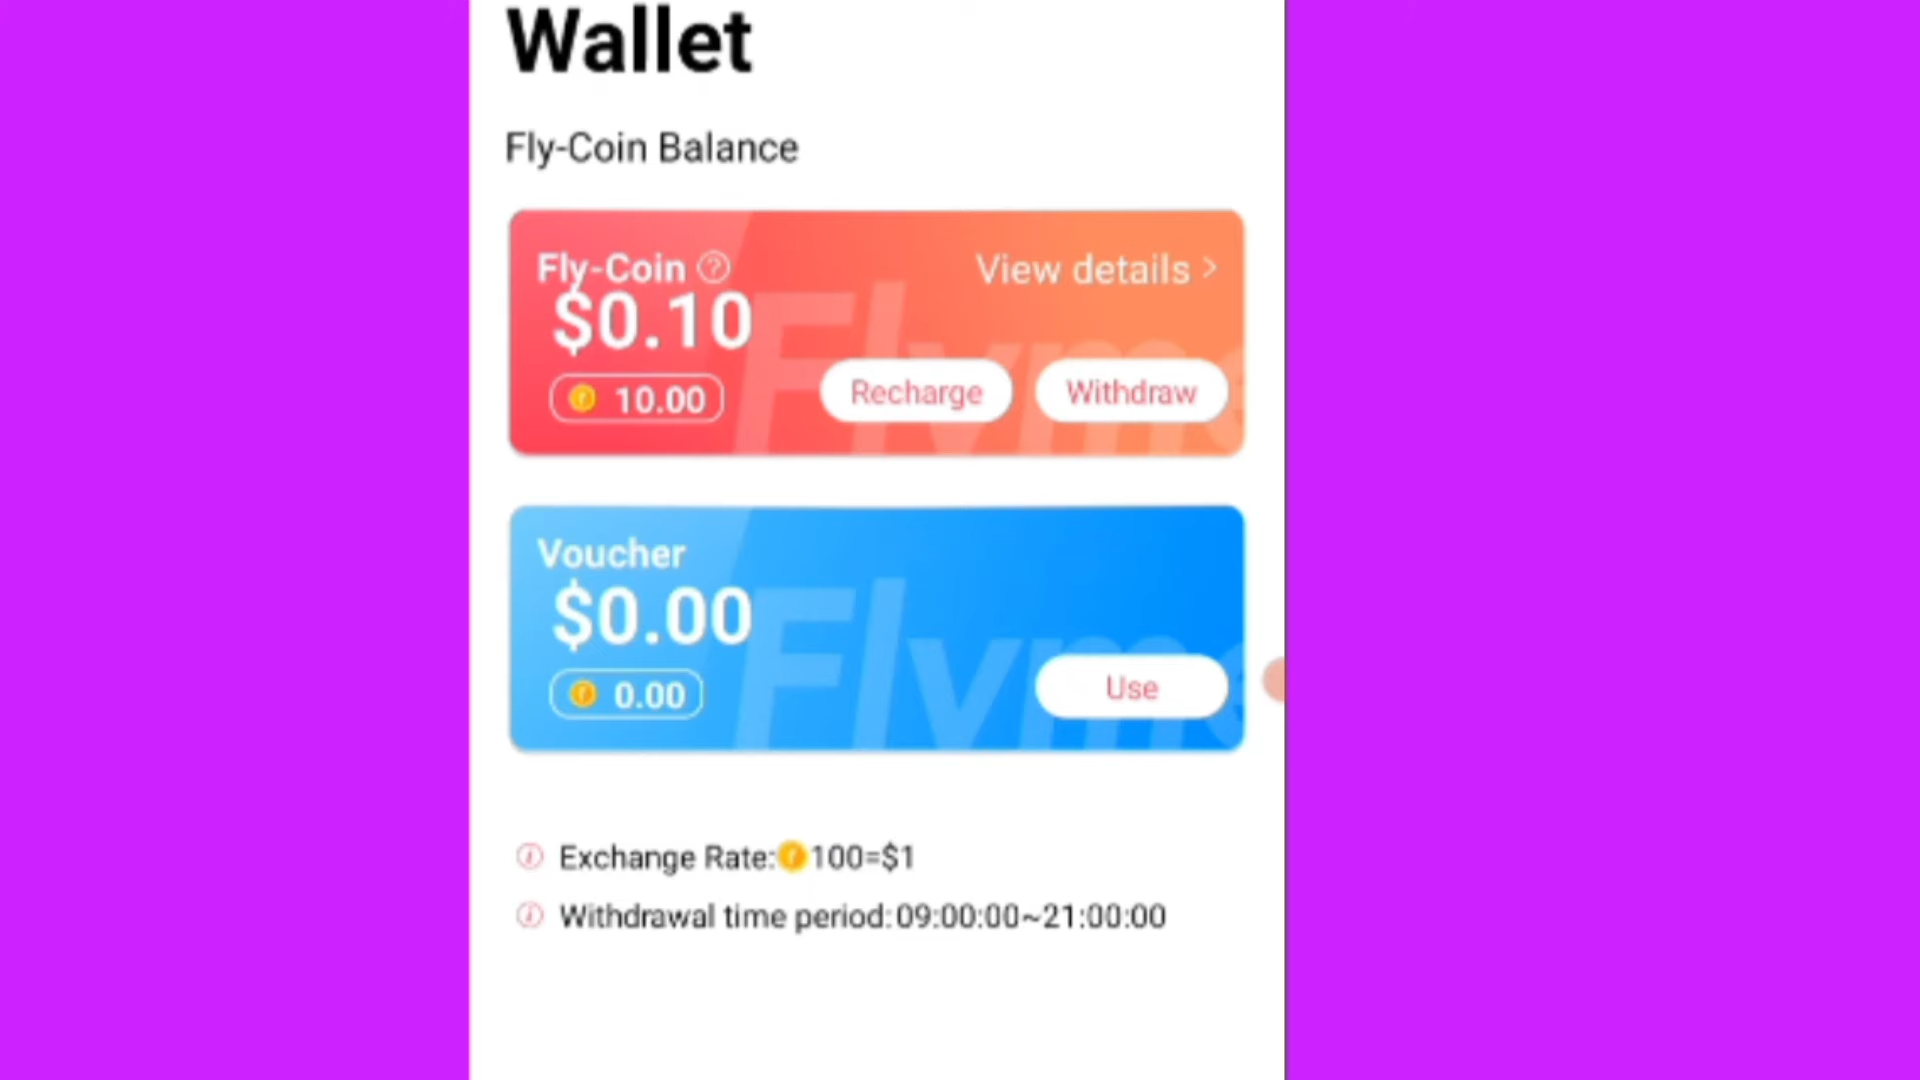 Wallet
Fly-Coin Balance
Fly-Coin
View details >
$0.10
10.00
Recharge
Withdraw
Voucher
$0.00
0.00
Use
Exchange Rate: 100=$1
Withdrawal time period: 09:00:00~21:00:00